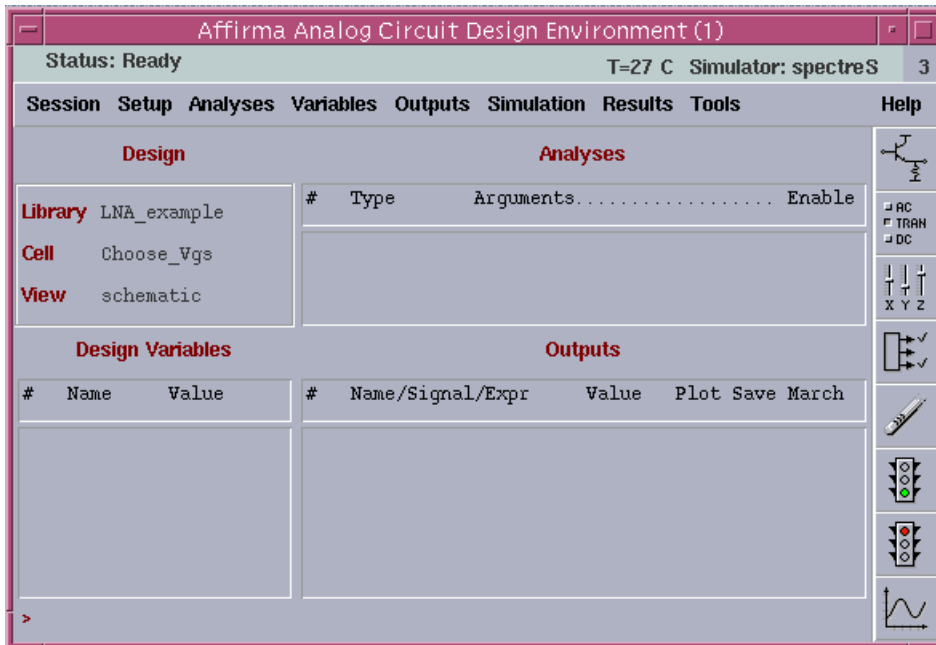 Affirma Analog Circuit Design Environment (1)
Status: Ready T=27 C Simulator: spectreS 3
Session Setup Analyses Variables Outputs Simulation Results Tools Help
Design
Library LNA_example
Cell Choose_Vgs
View schematic
Analyses
# Type Arguments.................. Enable
Design Variables
# Name Value
Outputs
# Name/Signal/Expr Value Plot Save March
AC
TRAN
DC
X Y Z
>